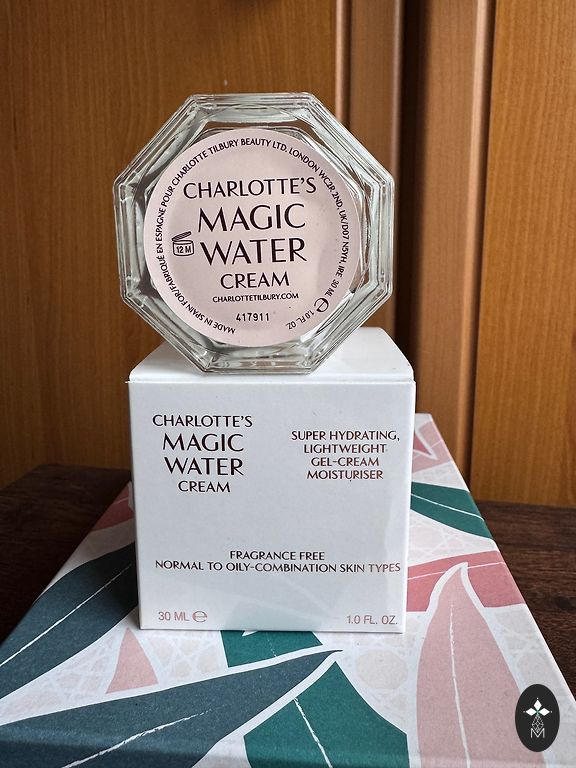 MADE IN SPAIN FOR/FABRIQUÉ EN ESPAGNE POUR CHARLOTTE TILBURY BEAUTY LTD, LONDON WC2R 2ND, UK/D07 N5YH, IRE 30 ML ℮ 1.0 FL. OZ.
CHARLOTTE'S
MAGIC
WATER
CREAM
12 M
CHARLOTTETILBURY.COM
417911
CHARLOTTE'S
MAGIC
WATER
CREAM
SUPER HYDRATING,
LIGHTWEIGHT
GEL-CREAM
MOISTURISER
FRAGRANCE FREE
NORMAL TO OILY-COMBINATION SKIN TYPES
30 ML ℮
1.0 FL. OZ.
M